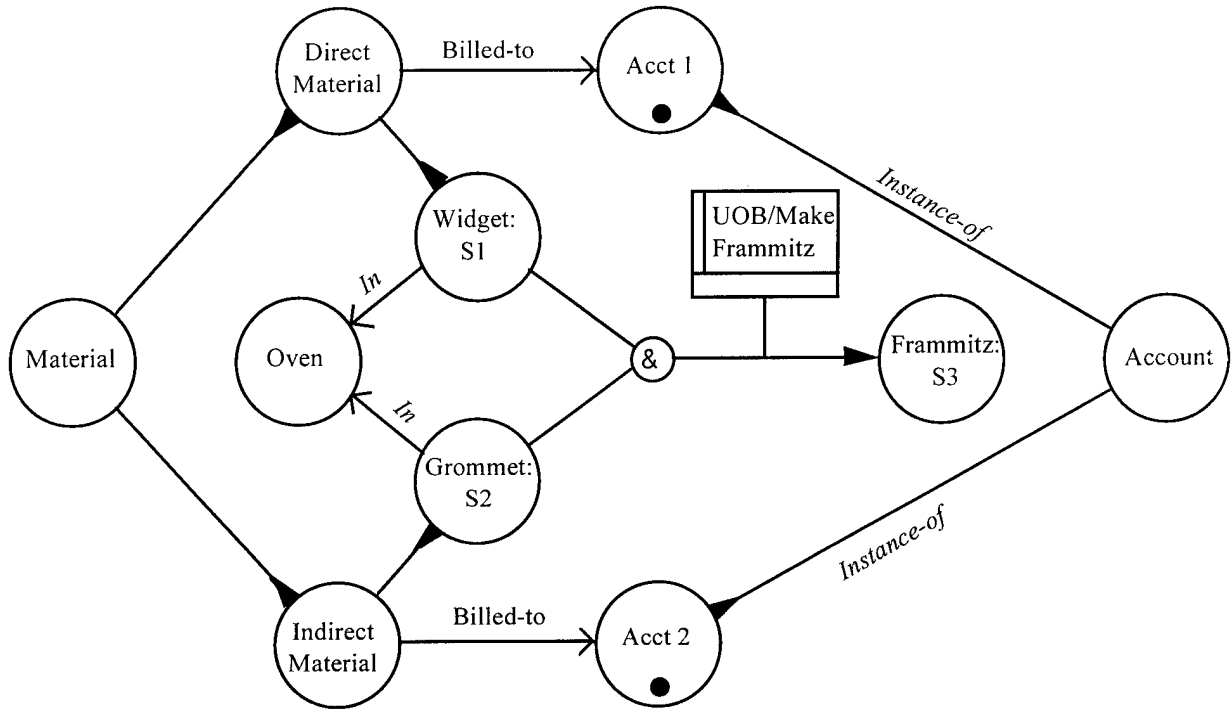 Direct
Material
Billed-to
Acct 1
Instance-of
Widget:
S1
UOB/Make
Frammitz
In
Material
Oven
&
Frammitz:
S3
Account
In
Grommet:
S2
Instance-of
Indirect
Material
Billed-to
Acct 2